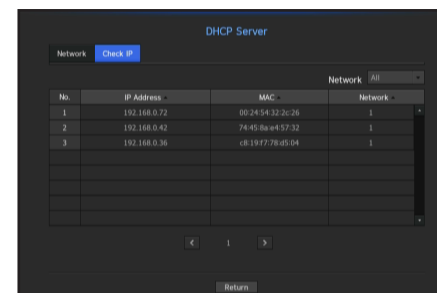 DHCP Server
Network Check IP
Network All
No. IP Address MAC Network
1 192.168.0.72 00:24:54:32:2c:26 1
2 192.168.0.42 74:45:8a:e4:57:32 1
3 192.168.0.36 c8:19:f7:78:d5:04 1
< 1 >
Return